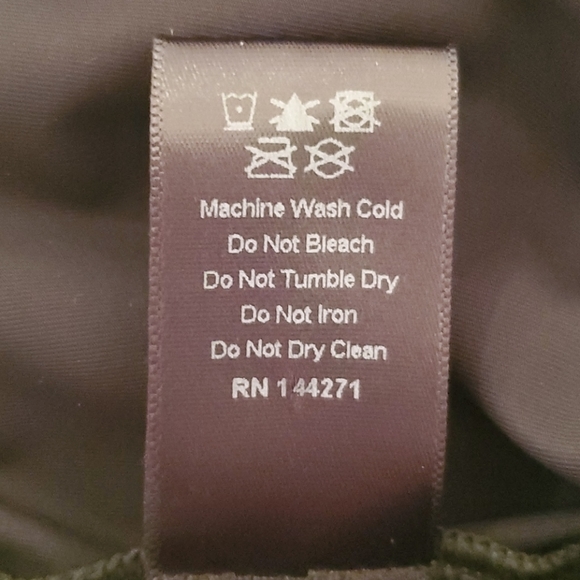 Machine Wash Cold
Do Not Bleach
Do Not Tumble Dry
Do Not Iron
Do Not Dry Clean
RN 144271